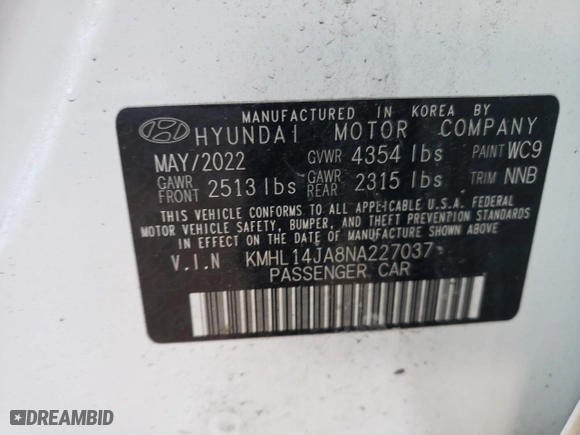 MANUFACTURED IN KOREA BY
HYUNDAI MOTOR COMPANY
MAY/2022 GVWR 4354 lbs PAINT WC9
GAWR FRONT 2513 lbs GAWR REAR 2315 lbs TRIM NNB
THIS VEHICLE CONFORMS TO ALL APPLICABLE U.S.A. FEDERAL
MOTOR VEHICLE SAFETY, BUMPER, AND THEFT PREVENTION STANDARDS
IN EFFECT ON THE DATE OF MANUFACTURE SHOWN ABOVE.
V.I.N KMHL14JA8NA227037
PASSENGER CAR
DREAMBID